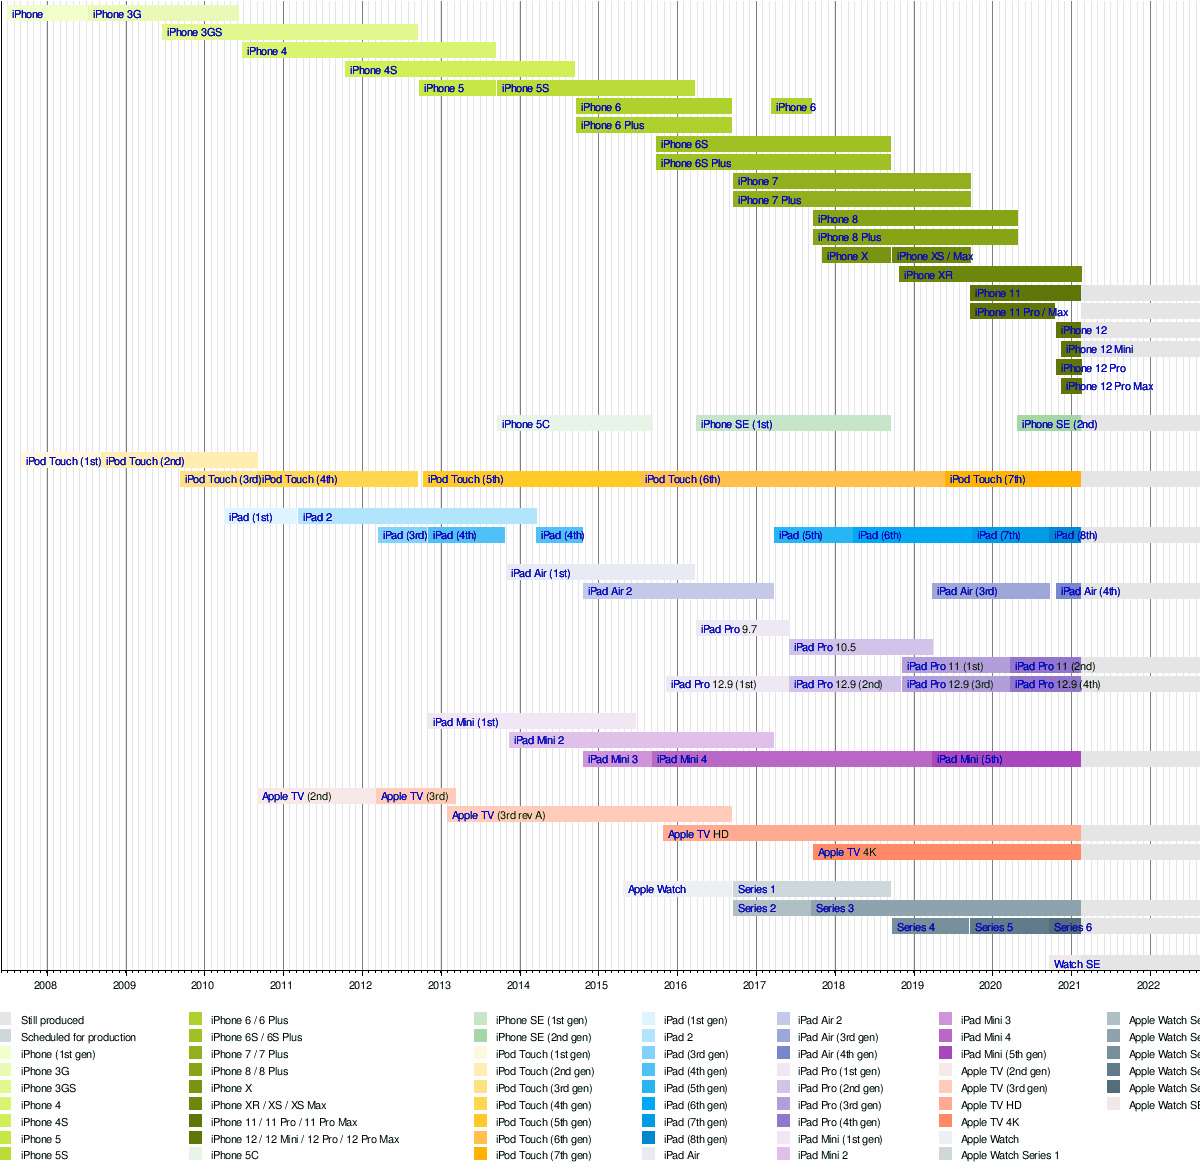 iPhone iPhone 3G
iPhone 3GS
iPhone 4
iPhone 4S
iPhone 5 iPhone 5S
iPhone 6 iPhone 6
iPhone 6 Plus
iPhone 6S
iPhone 6S Plus
iPhone 7
iPhone 7 Plus
iPhone 8
iPhone 8 Plus
iPhone X iPhone XS / Max
iPhone XR
iPhone 11
iPhone 11 Pro / Max
iPhone 12
iPhone 12 Mini
iPhone 12 Pro
iPhone 12 Pro Max
iPhone 5C iPhone SE (1st) iPhone SE (2nd)
iPod Touch (1st) iPod Touch (2nd)
iPod Touch (3rd) iPod Touch (4th) iPod Touch (5th) iPod Touch (6th) iPod Touch (7th)
iPad (1st) iPad 2
iPad (3rd) iPad (4th) iPad (4th) iPad (5th) iPad (6th) iPad (7th) iPad (8th)
iPad Air (1st)
iPad Air 2 iPad Air (3rd) iPad Air (4th)
iPad Pro 9.7
iPad Pro 10.5
iPad Pro 11 (1st) iPad Pro 11 (2nd)
iPad Pro 12.9 (1st) iPad Pro 12.9 (2nd) iPad Pro 12.9 (3rd) iPad Pro 12.9 (4th)
iPad Mini (1st)
iPad Mini 2
iPad Mini 3 iPad Mini 4 iPad Mini (5th)
Apple TV (2nd) Apple TV (3rd)
Apple TV (3rd rev A)
Apple TV HD
Apple TV 4K
Apple Watch Series 1
Series 2 Series 3
Series 4 Series 5 Series 6
Watch SE
2008 2009 2010 2011 2012 2013 2014 2015 2016 2017 2018 2019 2020 2021 2022
Still produced iPhone 6 / 6 Plus iPhone SE (1st gen) iPad (1st gen) iPad Air 2 iPad Mini 3 Apple Watch Se
Scheduled for production iPhone 6S / 6S Plus iPhone SE (2nd gen) iPad 2 iPad Air (3rd gen) iPad Mini 4 Apple Watch Se
iPhone (1st gen) iPhone 7 / 7 Plus iPod Touch (1st gen) iPad (3rd gen) iPad Air (4th gen) iPad Mini (5th gen) Apple Watch Se
iPhone 3G iPhone 8 / 8 Plus iPod Touch (2nd gen) iPad (4th gen) iPad Pro (1st gen) Apple TV (2nd gen) Apple Watch Se
iPhone 3GS iPhone X iPod Touch (3rd gen) iPad (5th gen) iPad Pro (2nd gen) Apple TV (3rd gen) Apple Watch Se
iPhone 4 iPhone XR / XS / XS Max iPod Touch (4th gen) iPad (6th gen) iPad Pro (3rd gen) Apple TV HD Apple Watch SE
iPhone 4S iPhone 11 / 11 Pro / 11 Pro Max iPod Touch (5th gen) iPad (7th gen) iPad Pro (4th gen) Apple TV 4K
iPhone 5 iPhone 12 / 12 Mini / 12 Pro / 12 Pro Max iPod Touch (6th gen) iPad (8th gen) iPad Mini (1st gen) Apple Watch
iPhone 5S iPhone 5C iPod Touch (7th gen) iPad Air iPad Mini 2 Apple Watch Series 1